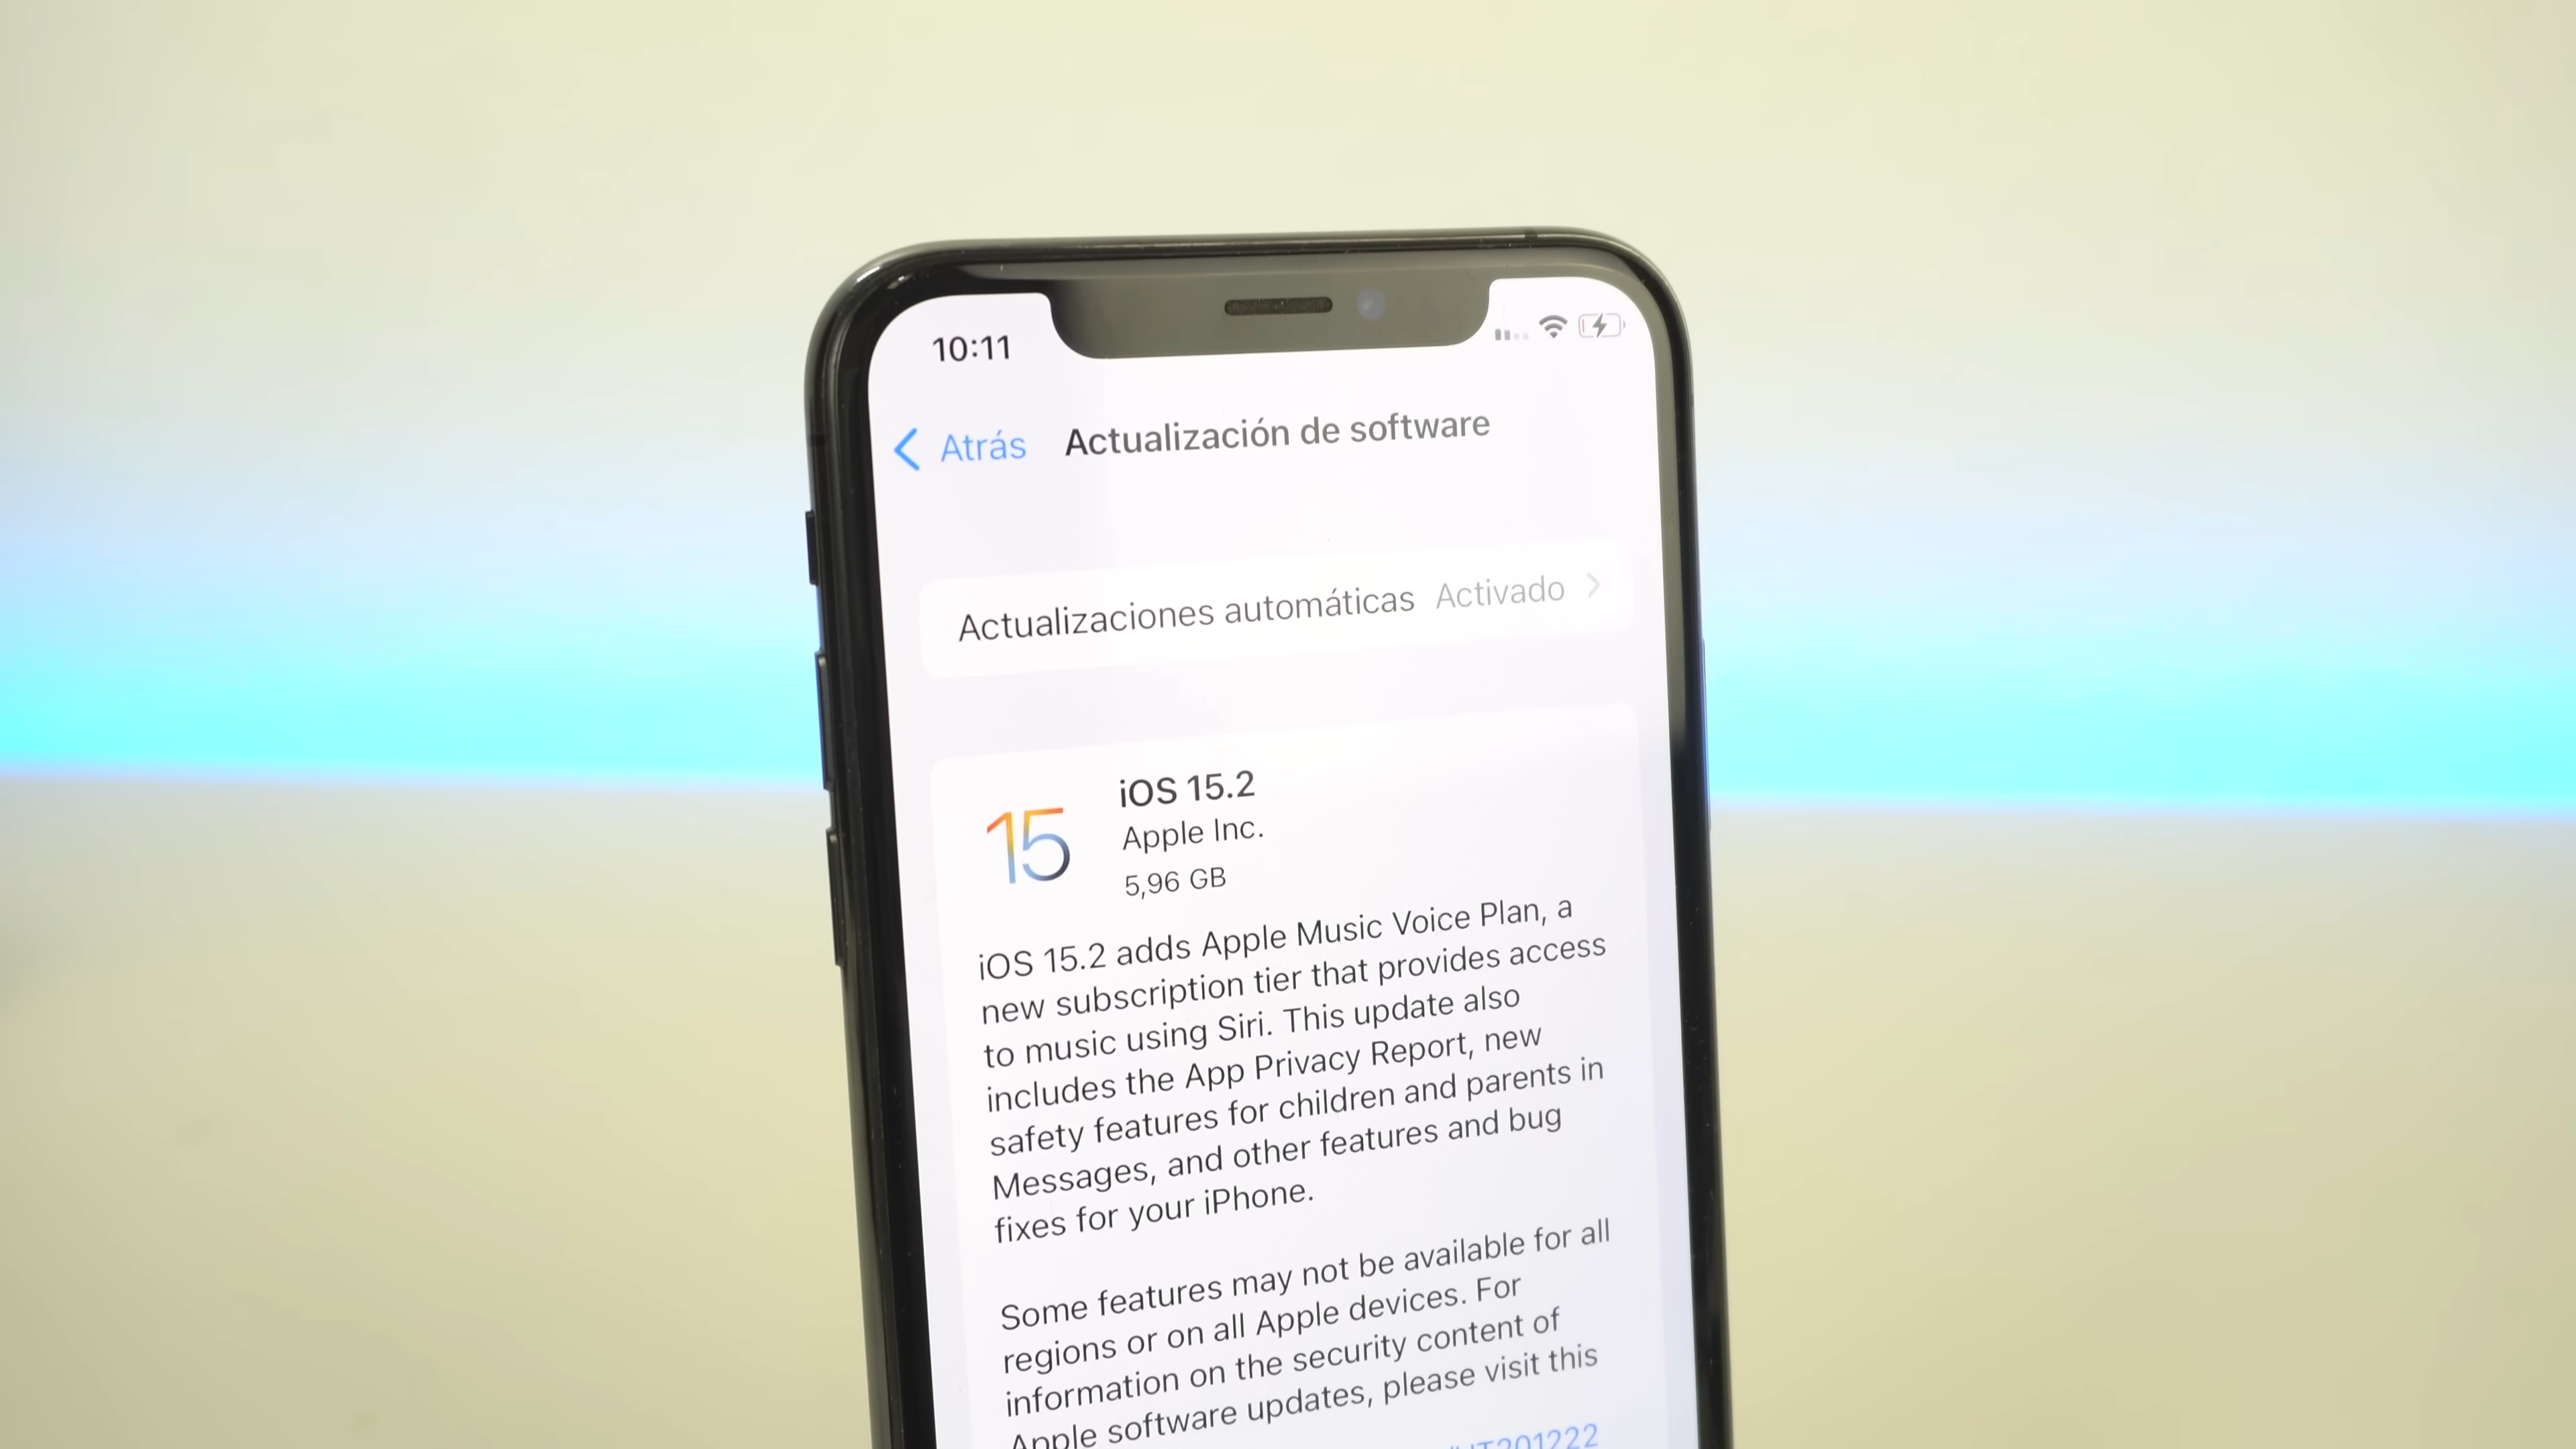 10:11
Atrás Actualización de software
Actualizaciones automáticas Activado
15
iOS 15.2
Apple Inc.
5,96 GB
iOS 15.2 adds Apple Music Voice Plan, a
new subscription tier that provides access
to music using Siri. This update also
includes the App Privacy Report, new
safety features for children and parents in
Messages, and other features and bug
fixes for your iPhone.
Some features may not be available for all
regions or on all Apple devices. For
information on the security content of
Apple software updates, please visit this
HT201222